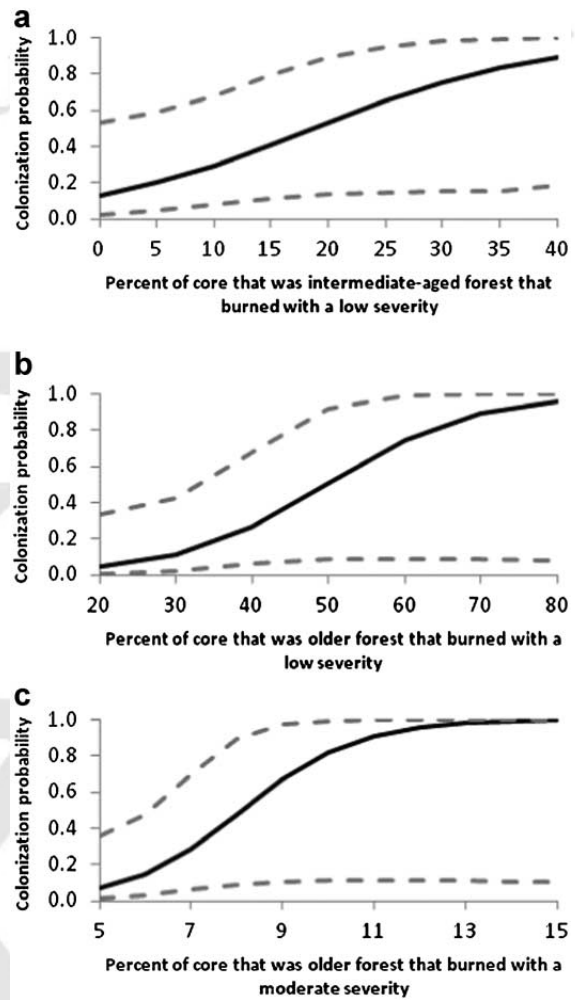 a
1.0
0.8
0.6
0.4
0.2
0.0
Colonization probability
0 5 10 15 20 25 30 35 40
Percent of core that was intermediate-aged forest that
burned with a low severity
b
1.0
0.8
0.6
0.4
0.2
0.0
Colonization probability
20 30 40 50 60 70 80
Percent of core that was older forest that burned with a
low severity
c
1.0
0.8
0.6
0.4
0.2
0.0
Colonization probability
5 7 9 11 13 15
Percent of core that was older forest that burned with a
moderate severity